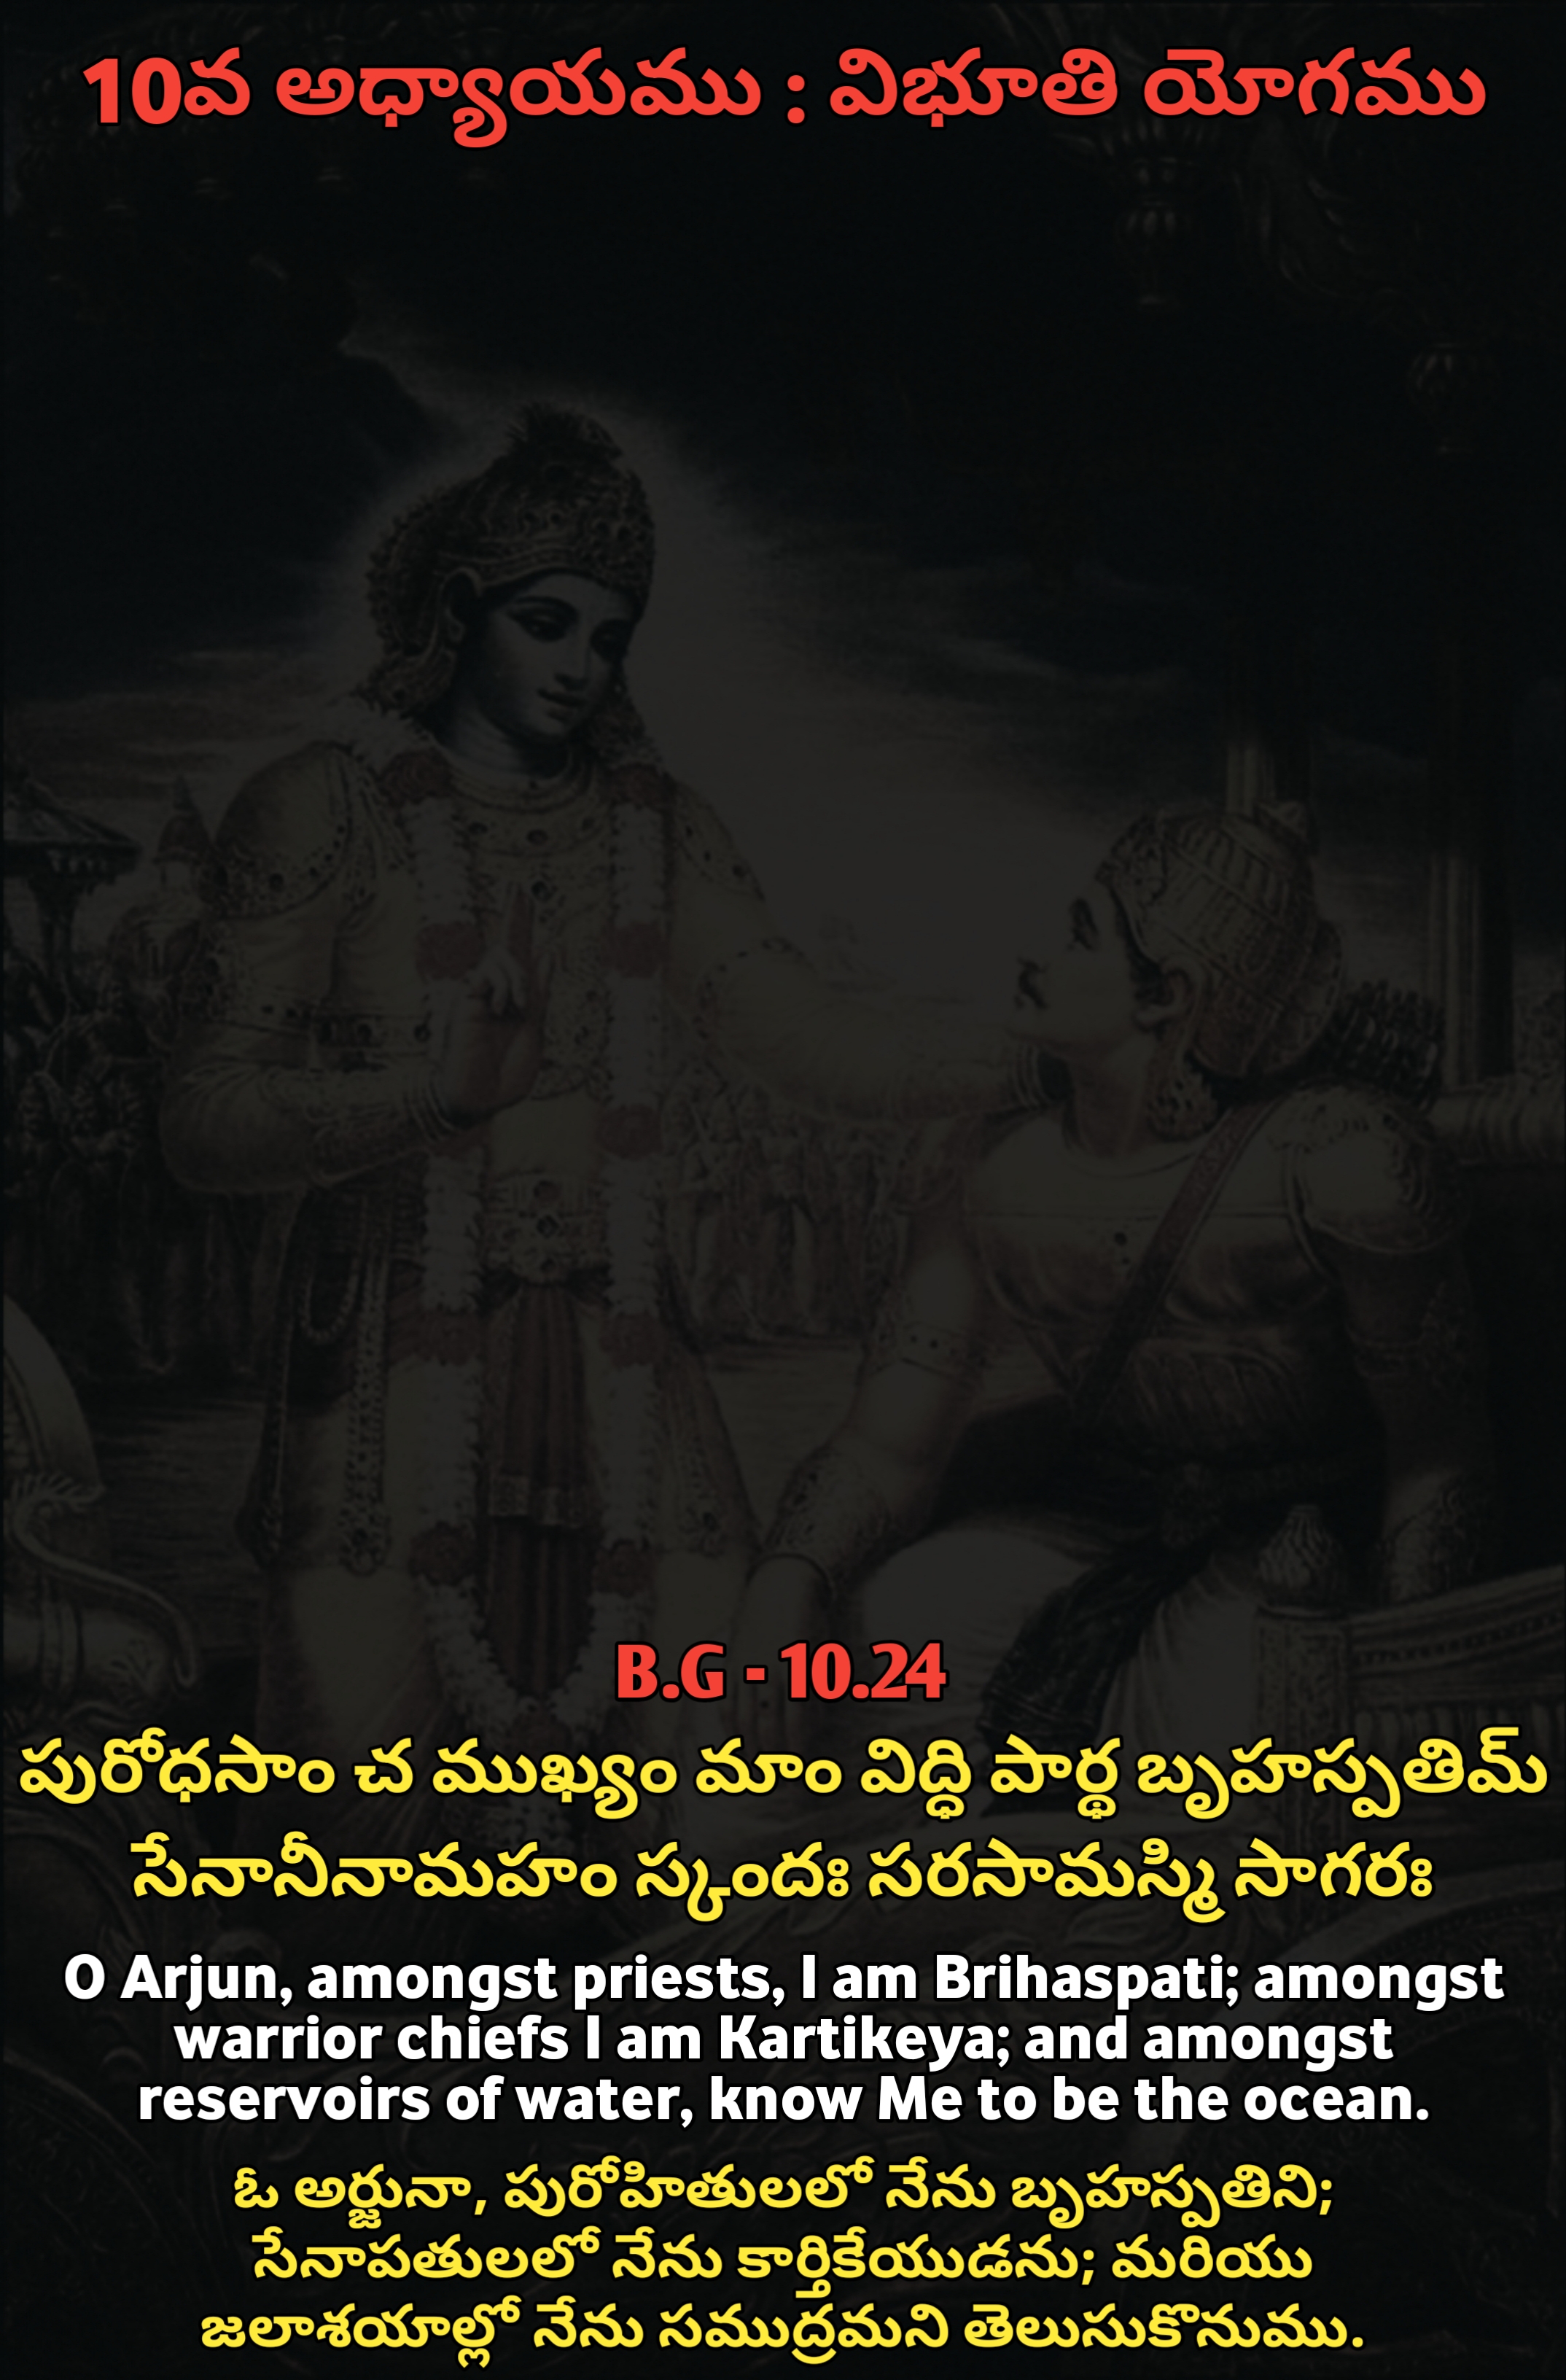 10వ అధ్యాయము : విభూతి యోగము
B.G - 10.24
పురోధసాం చ ముఖ్యం మాం విద్ధి పార్థ బృహస్పతిమ్
సేనానీనామహం స్కందః సరసామస్మి సాగరః
O Arjun, amongst priests, I am Brihaspati; amongst
warrior chiefs I am Kartikeya; and amongst
reservoirs of water, know Me to be the ocean.
ఓ అర్జునా, పురోహితులలో నేను బృహస్పతిని;
సేనాపతులలో నేను కార్తికేయుడను; మరియు
జలాశయాల్లో నేను సముద్రమని తెలుసుకొనుము.